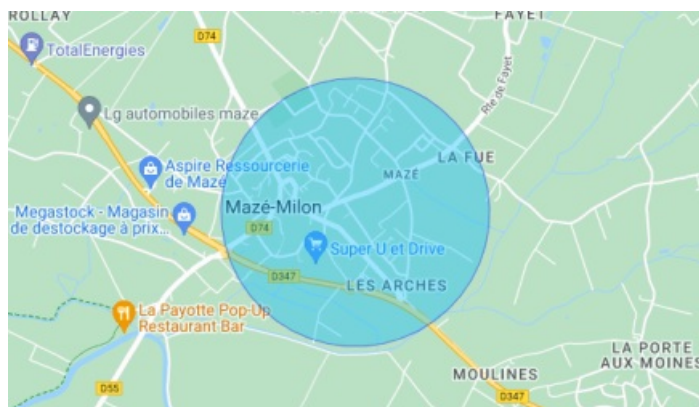 ROLLAY
FAYET
D74
TotalEnergies
Rte de Fayet
Lg automobiles maze
LA FUE
Aspire Ressourcerie
de Mazé
MAZÉ
Mazé-Milon
Megastock - Magasin
de destockage à prix...
D74
Super U et Drive
D347
LES ARCHES
La Payotte Pop-Up
Restaurant Bar
LA PORTE
AUX MOINES
MOULINES
D55
D347